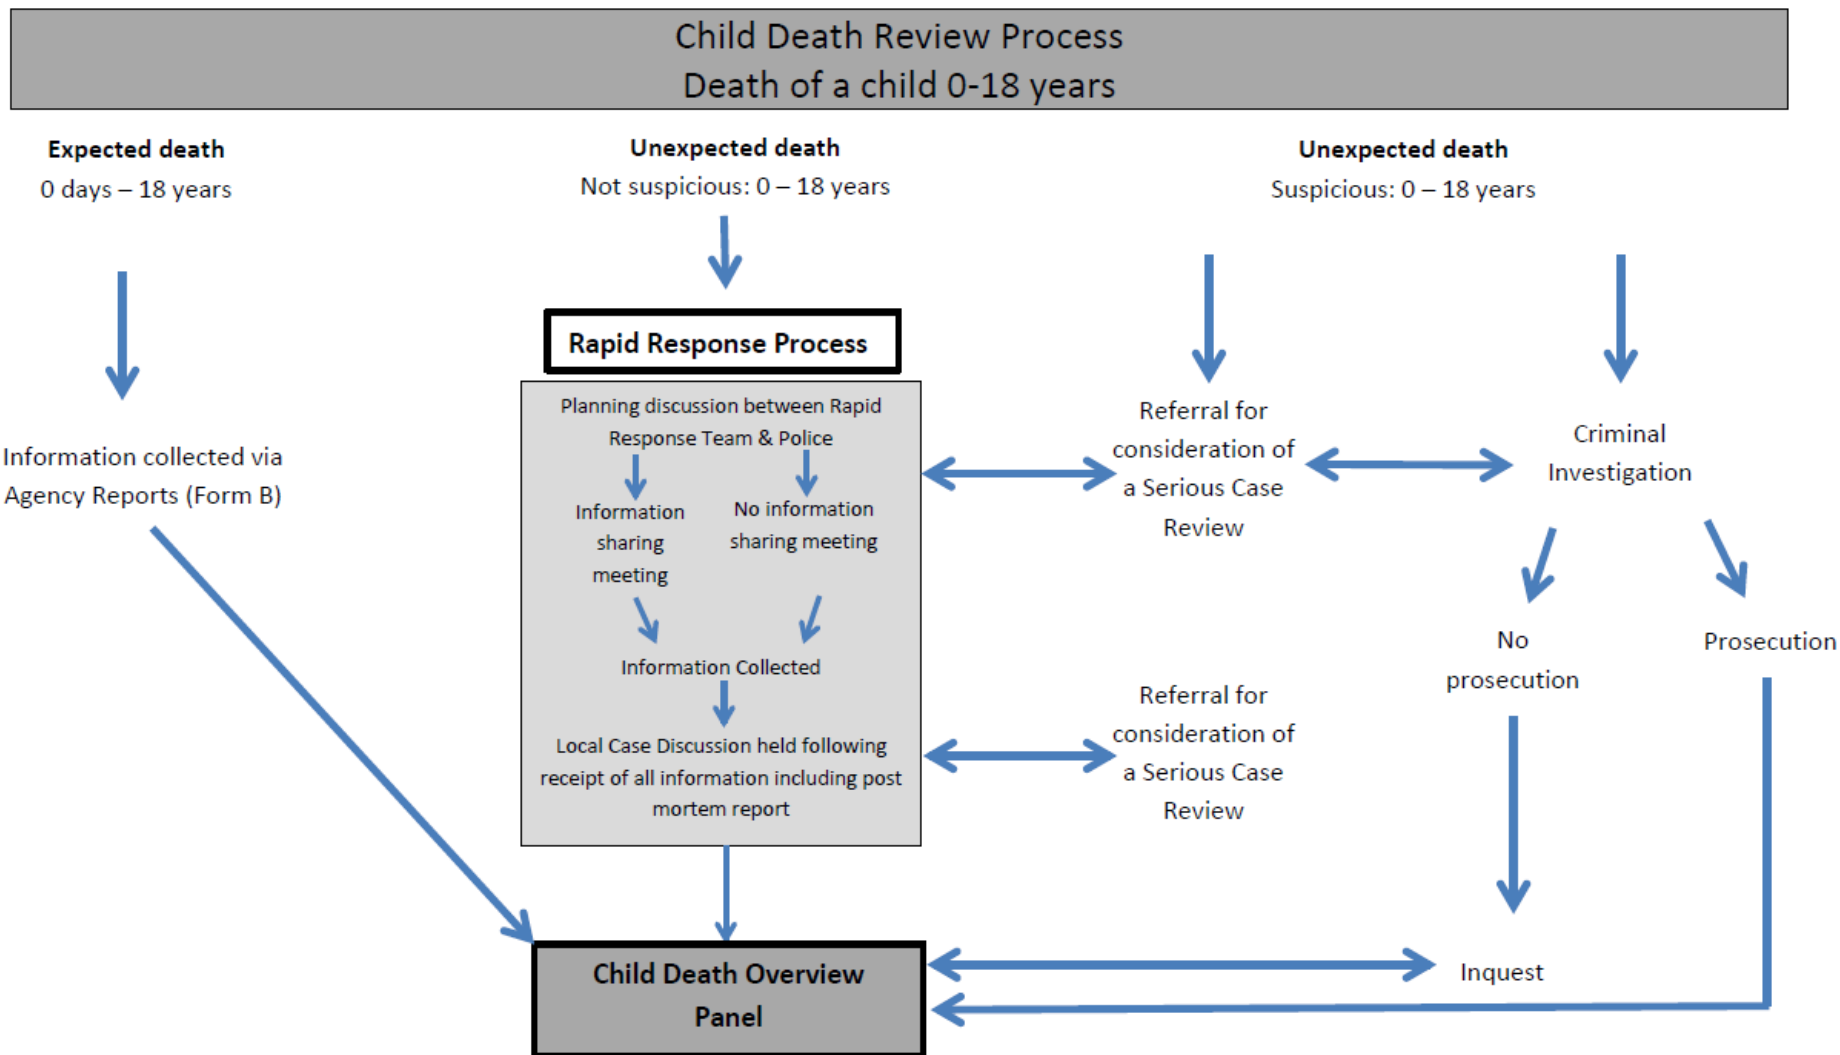 Child Death Review Process
Death of a child 0-18 years
Expected death
0 days – 18 years
Unexpected death
Not suspicious: 0 – 18 years
Unexpected death
Suspicious: 0 – 18 years
Rapid Response Process
Planning discussion between Rapid
Response Team & Police
Information
sharing
meeting
No information
sharing meeting
Information Collected
Local Case Discussion held following
receipt of all information including post
mortem report
Information collected via
Agency Reports (Form B)
Referral for
consideration of
a Serious Case
Review
Criminal
Investigation
Referral for
consideration of
a Serious Case
Review
No
prosecution
Prosecution
Inquest
Child Death Overview
Panel